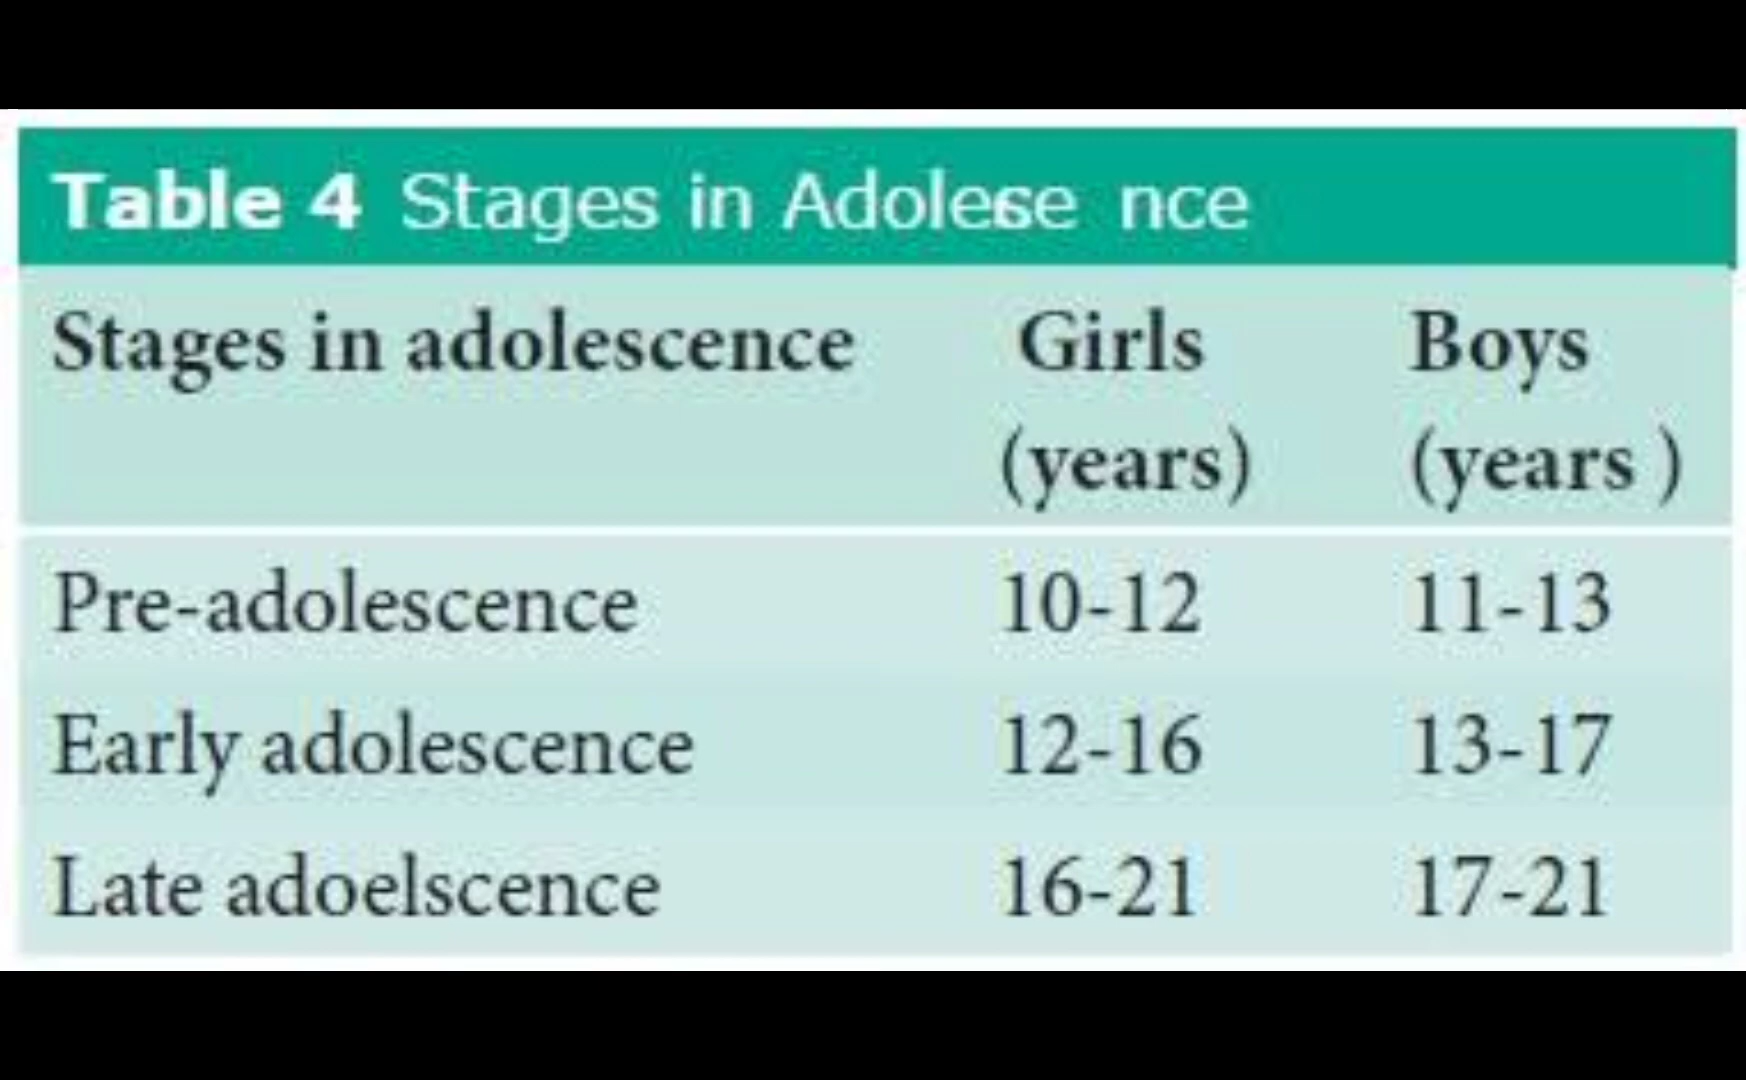 Table 4 Stages in Adolese nce
Stages in adolescence Girls (years) Boys (years )
Pre-adolescence 10-12 11-13
Early adolescence 12-16 13-17
Late adoelscence 16-21 17-21